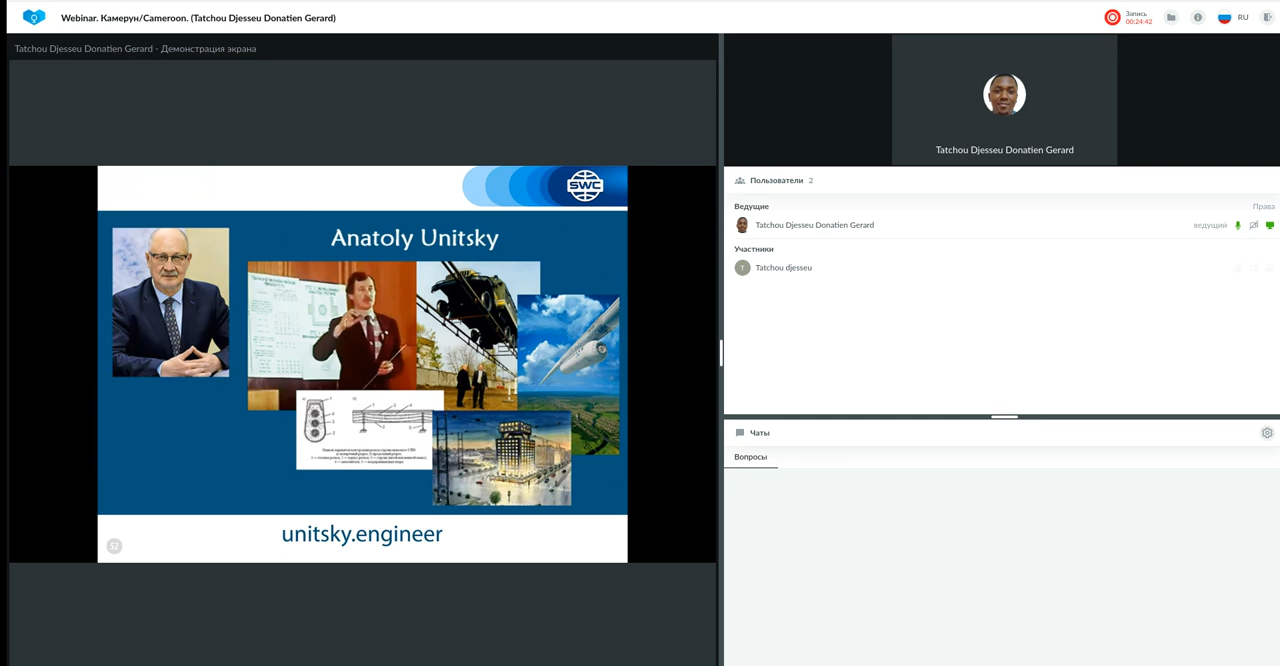 Webinar. Камерун/Cameroon. (Tatchou Djesseu Donatien Gerard)
Запись
00:24:42
RU
Tatchou Djesseu Donatien Gerard - Демонстрация экрана
SWC
Anatoly Unitsky
unitsky.engineer
52
Tatchou Djesseu Donatien Gerard
Пользователи 2
Ведущие
Права
Tatchou Djesseu Donatien Gerard
ведущий
Участники
T
Tatchou djesseu
Чаты
Вопросы